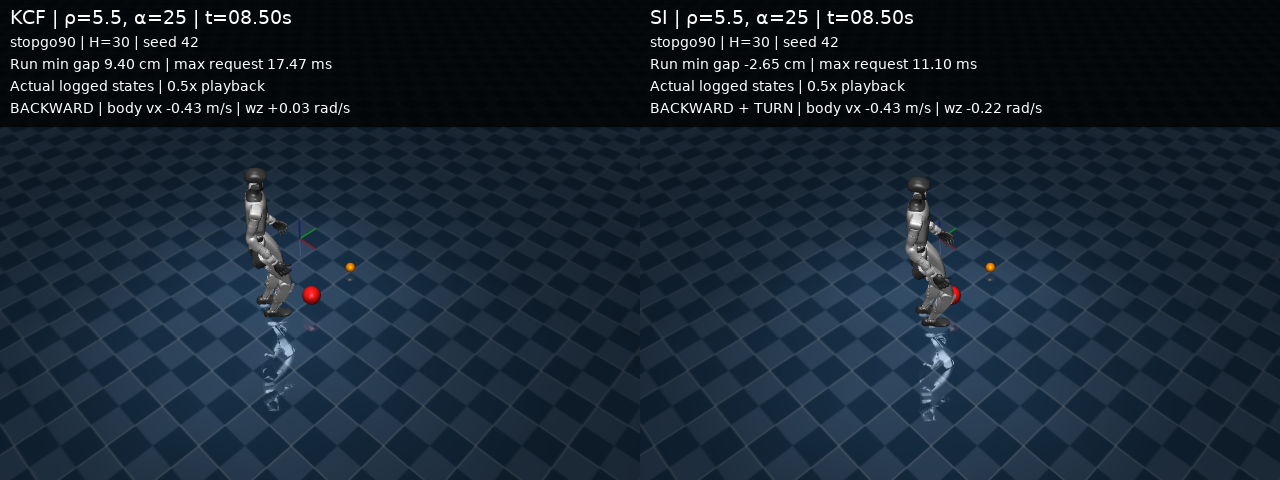 KCF | ρ=5.5, α=25 | t=08.50s
stopgo90 | H=30 | seed 42
Run min gap 9.40 cm | max request 17.47 ms
Actual logged states | 0.5x playback
BACKWARD | body vx -0.43 m/s | wz +0.03 rad/s
SI | ρ=5.5, α=25 | t=08.50s
stopgo90 | H=30 | seed 42
Run min gap -2.65 cm | max request 11.10 ms
Actual logged states | 0.5x playback
BACKWARD + TURN | body vx -0.43 m/s | wz -0.22 rad/s